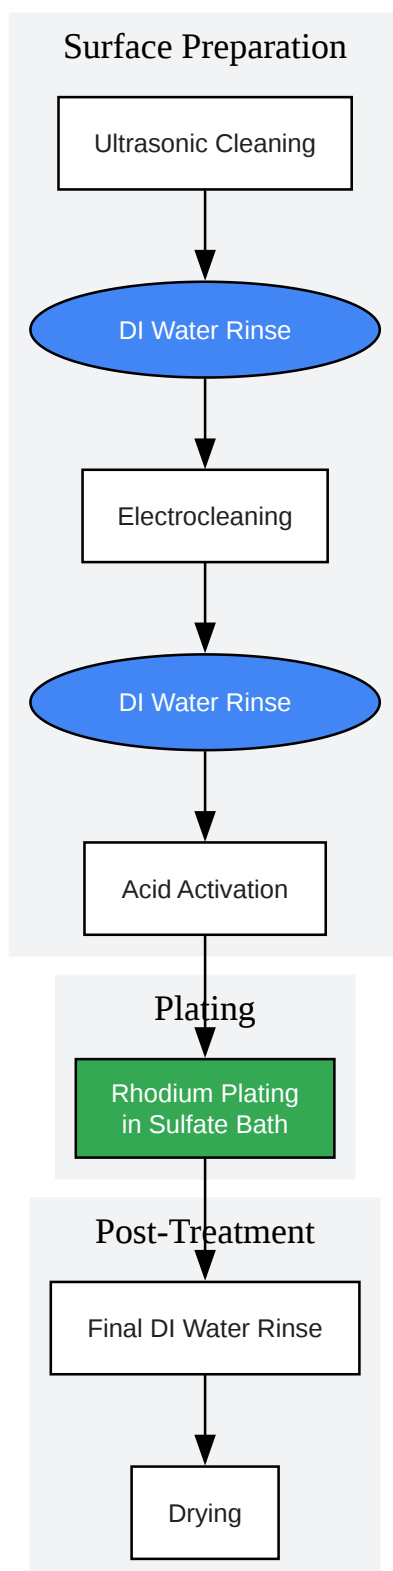 Surface Preparation
Ultrasonic Cleaning
DI Water Rinse
Electrocleaning
DI Water Rinse
Acid Activation
Plating
Rhodium Plating
in Sulfate Bath
Post-Treatment
Final DI Water Rinse
Drying